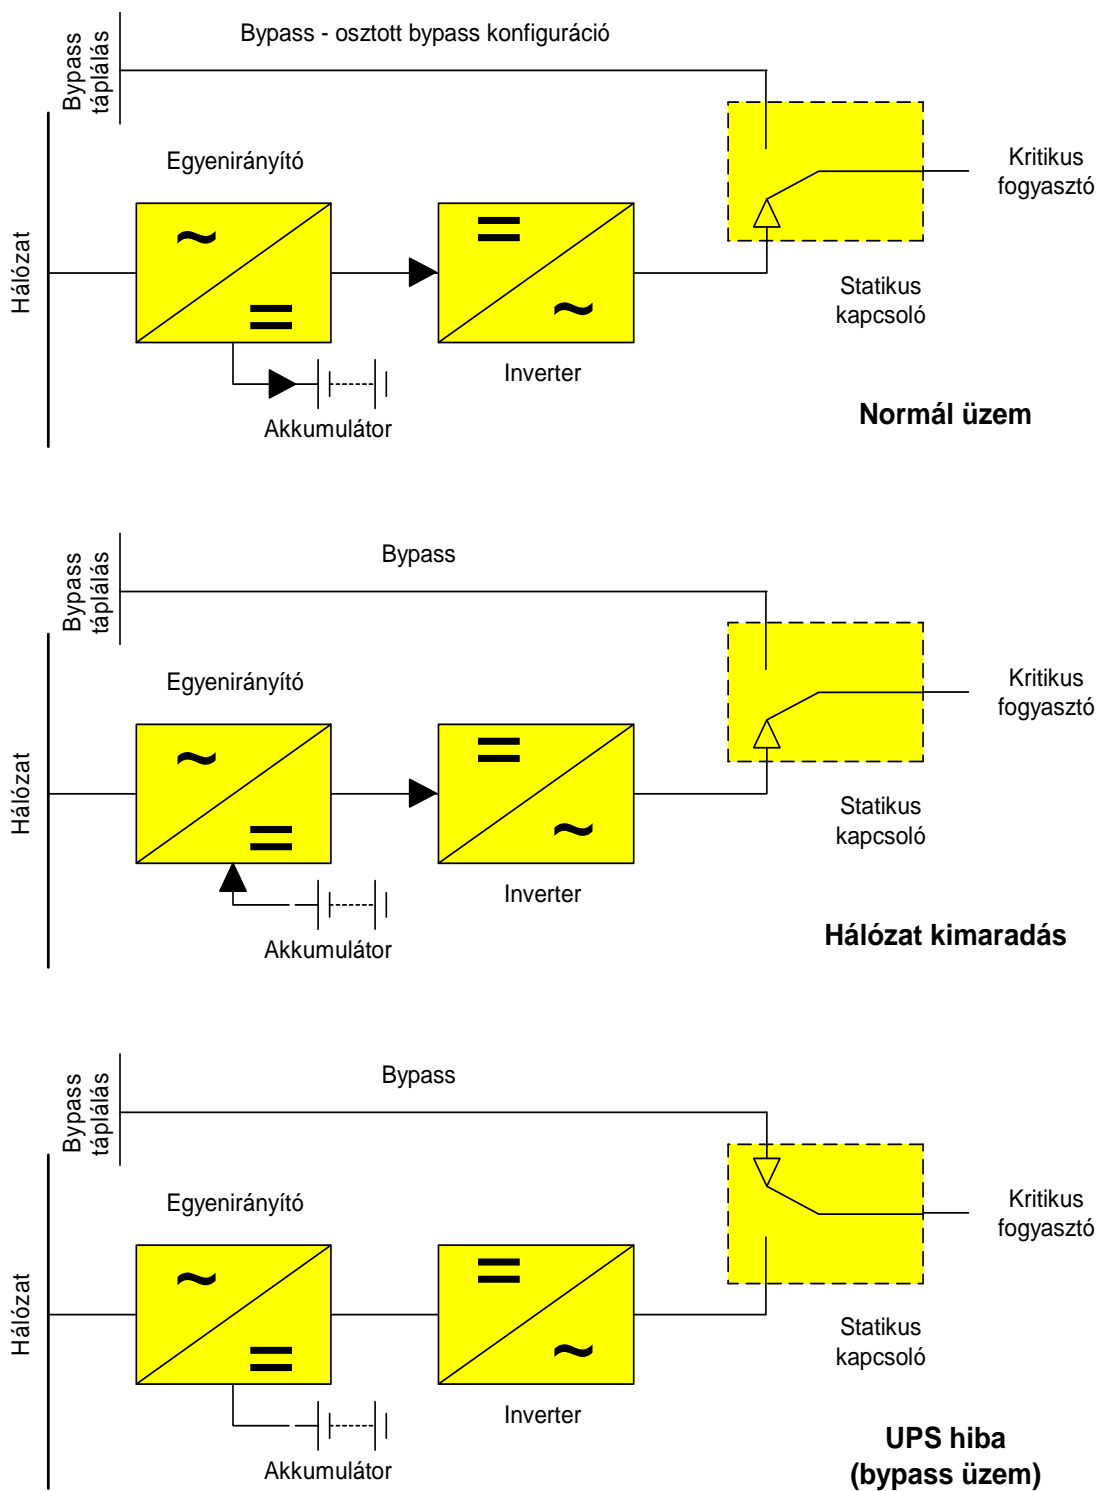 Bypass - osztott bypass konfiguráció
Bypass
táplálás
Egyenirányító
Kritikus
fogyasztó
Hálózat
~
=
=
~
Statikus
kapcsoló
Inverter
Akkumulátor
Normál üzem
Bypass
Bypass
táplálás
Egyenirányító
Kritikus
fogyasztó
Hálózat
~
=
=
~
Statikus
kapcsoló
Inverter
Akkumulátor
Hálózat kimaradás
Bypass
Bypass
táplálás
Egyenirányító
Kritikus
fogyasztó
Hálózat
~
=
=
~
Statikus
kapcsoló
Inverter
Akkumulátor
UPS hiba
(bypass üzem)